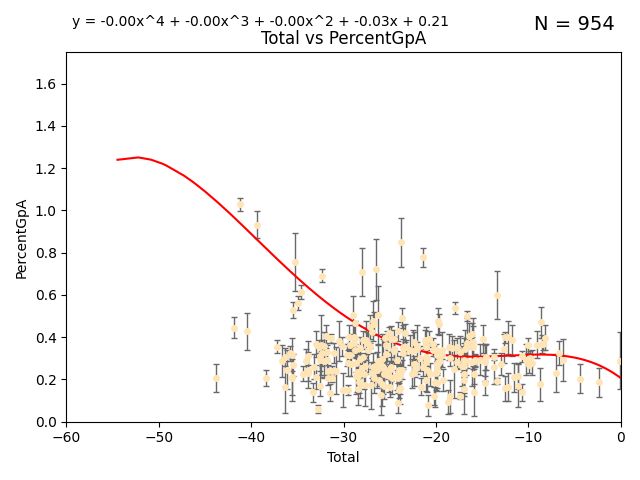 y = -0.00x^4 + -0.00x^3 + -0.00x^2 + -0.03x + 0.21
N = 954
Total vs PercentGpA
PercentGpA
1.6
1.4
1.2
1.0
0.8
0.6
0.4
0.2
0.0
−60 −50 −40 −30 −20 −10 0
Total